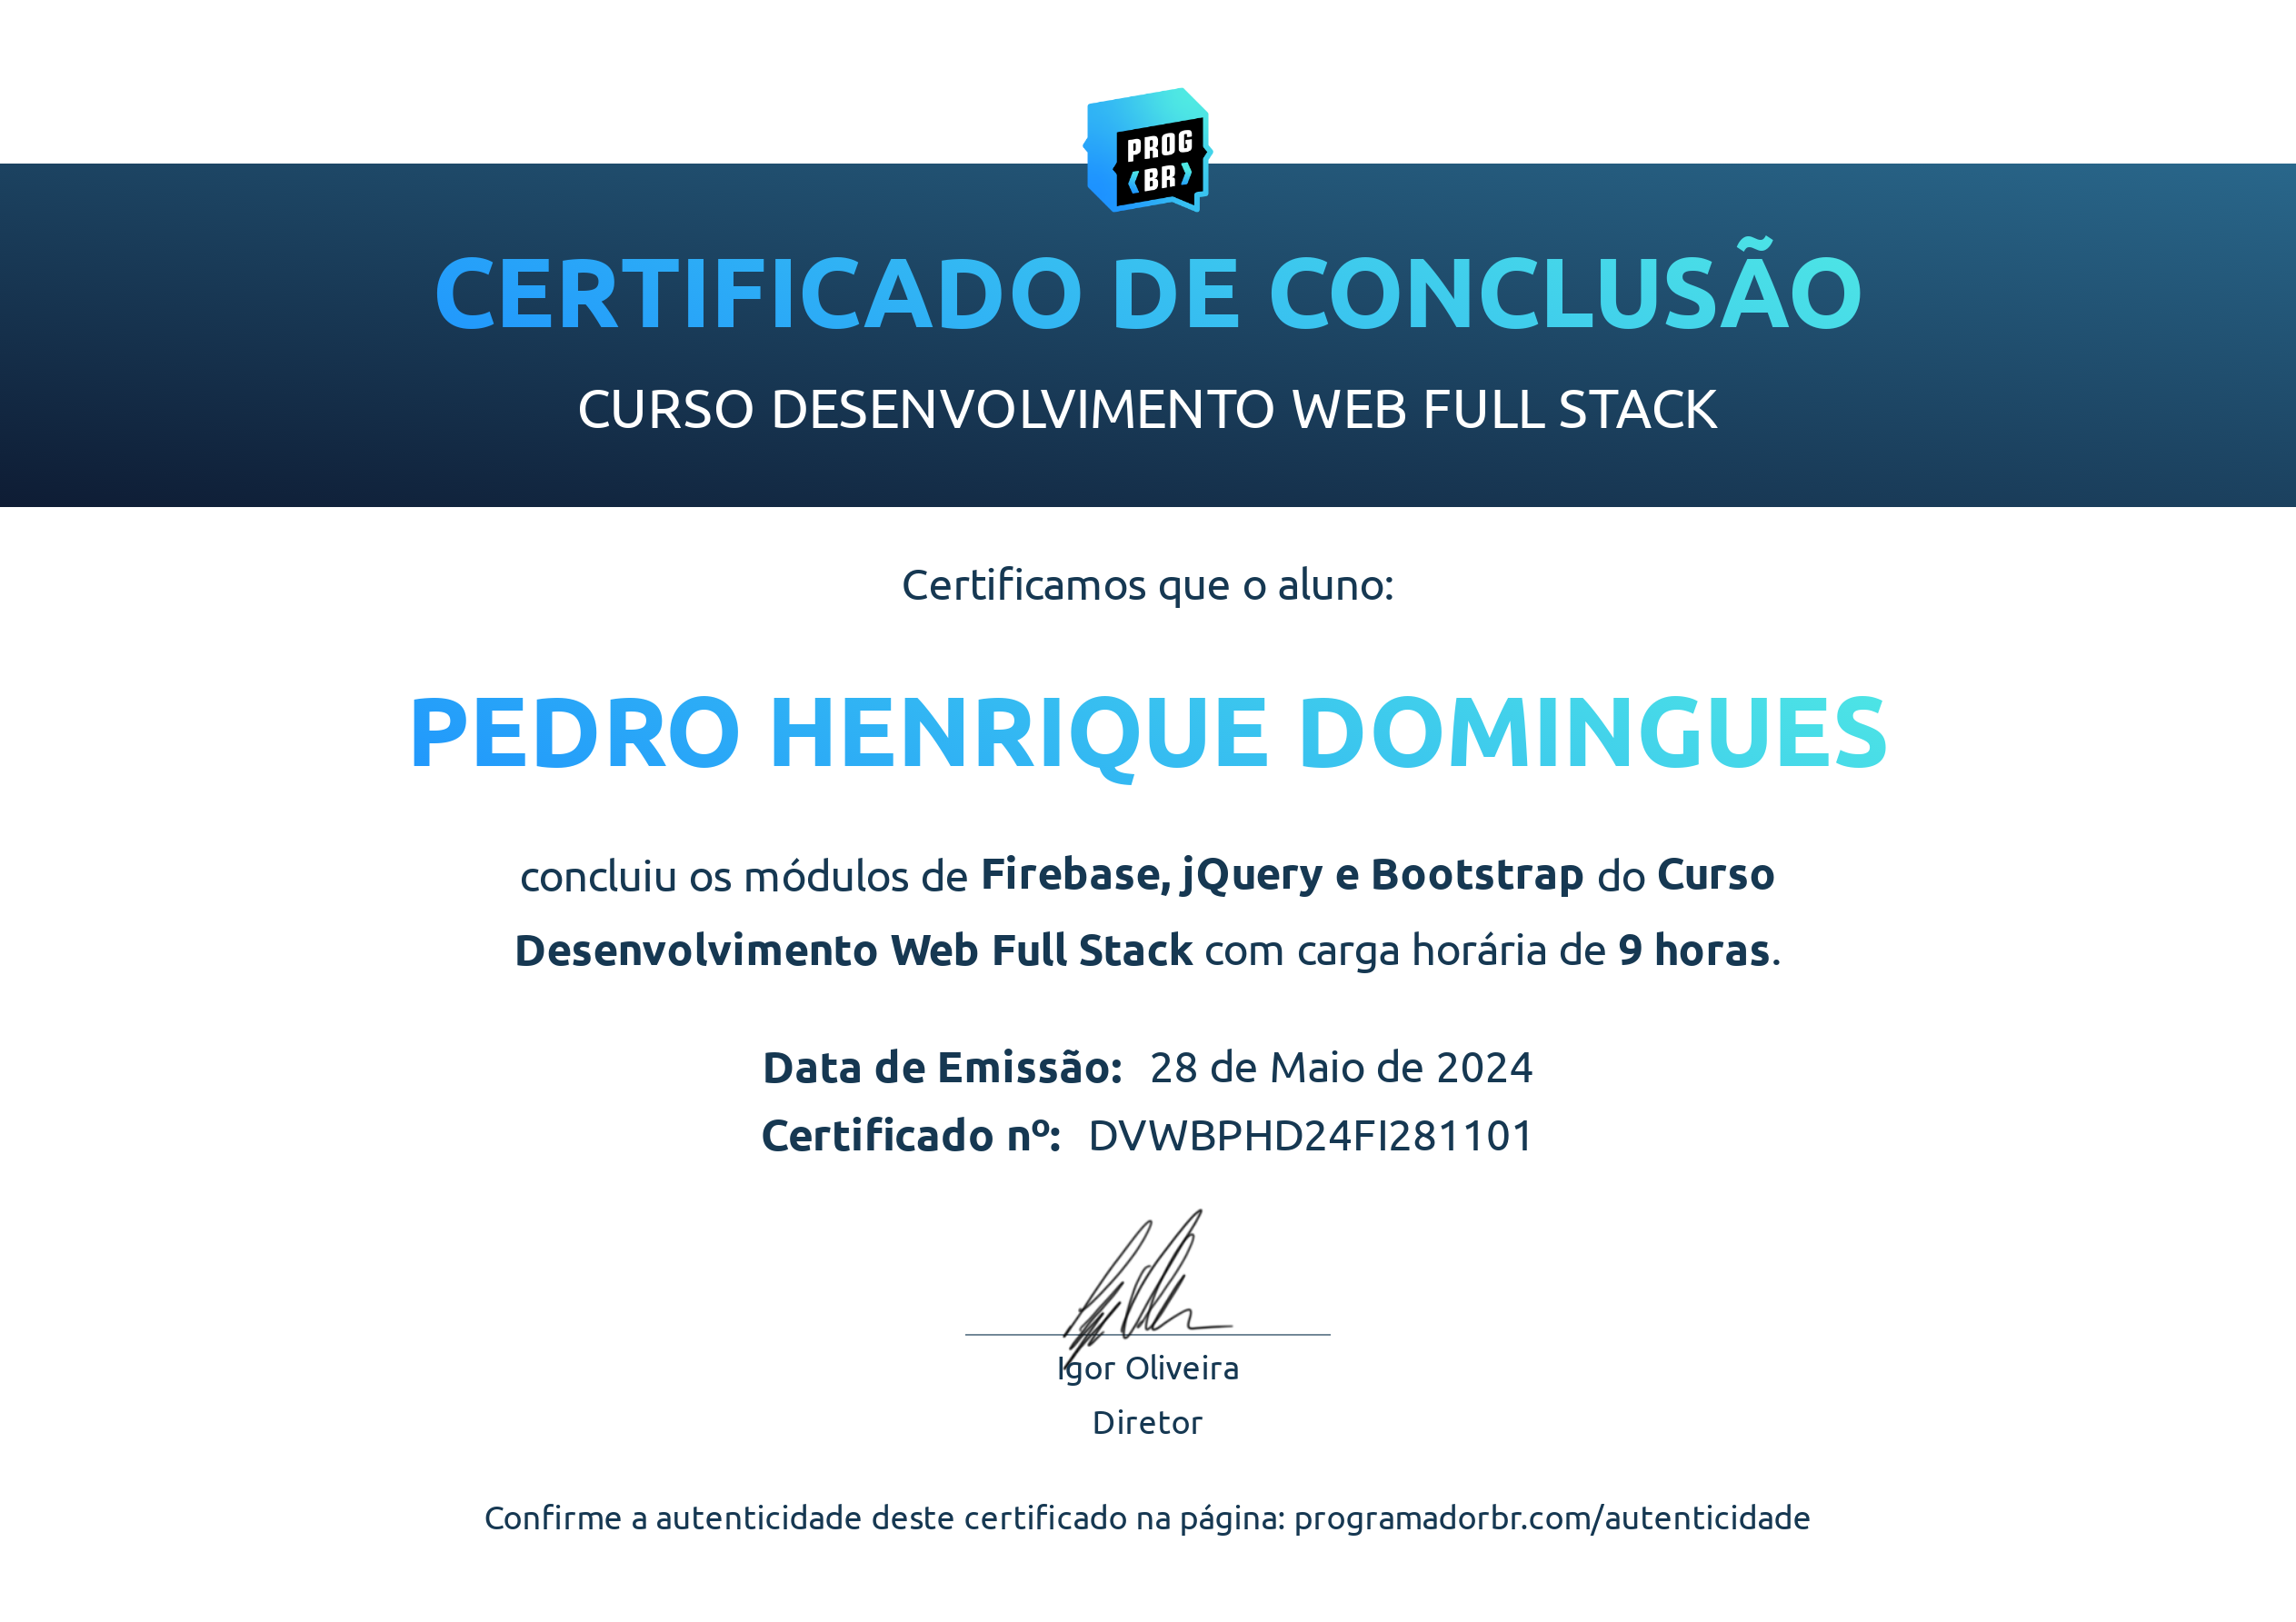 PROG
BR
CERTIFICADO DE CONCLUSÃO
CURSO DESENVOLVIMENTO WEB FULL STACK
Certificamos que o aluno:
PEDRO HENRIQUE DOMINGUES
concluiu os módulos de Firebase, jQuery e Bootstrap do Curso
Desenvolvimento Web Full Stack com carga horária de 9 horas.
Data de Emissão: 28 de Maio de 2024
Certificado nº: DVWBPHD24FI281101
Igor Oliveira
Diretor
Confirme a autenticidade deste certificado na página: programadorbr.com/autenticidade